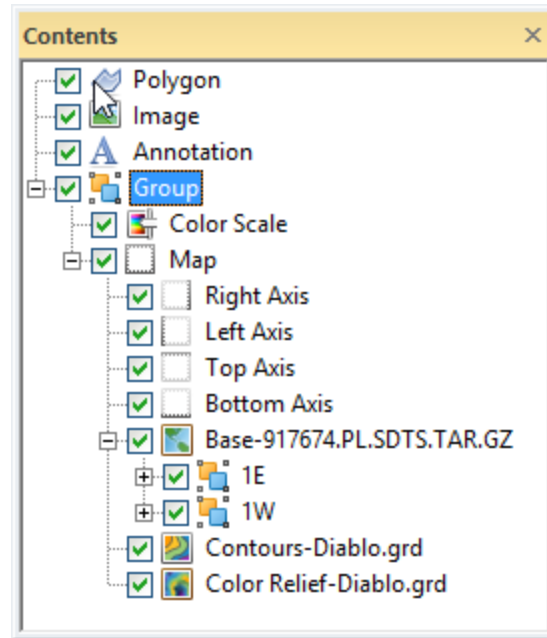 Contents
Polygon
Image
Annotation
Group
Color Scale
Map
Right Axis
Left Axis
Top Axis
Bottom Axis
Base-917674.PL.SDTS.TAR.GZ
1E
1W
Contours-Diablo.grd
Color Relief-Diablo.grd